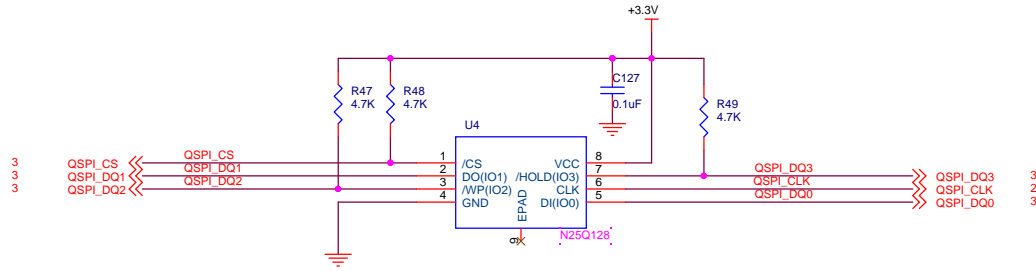 +3.3V
R47
4.7K
R48
4.7K
C127
0.1uF
R49
4.7K
U4
3 QSPI_CS QSPI_CS 1 /CS VCC 8
3 QSPI_DQ1 QSPI_DQ1 2 DO(IO1) /HOLD(IO3) 7 QSPI_DQ3 QSPI_DQ3 3
3 QSPI_DQ2 QSPI_DQ2 3 /WP(IO2) CLK 6 QSPI_CLK QSPI_CLK 2
4 GND DI(IO0) 5 QSPI_DQ0 QSPI_DQ0 3
EPAD
9
N25Q128